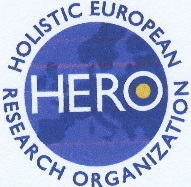 HOLISTIC EUROPEAN
HERO
RESEARCH ORGANIZATION